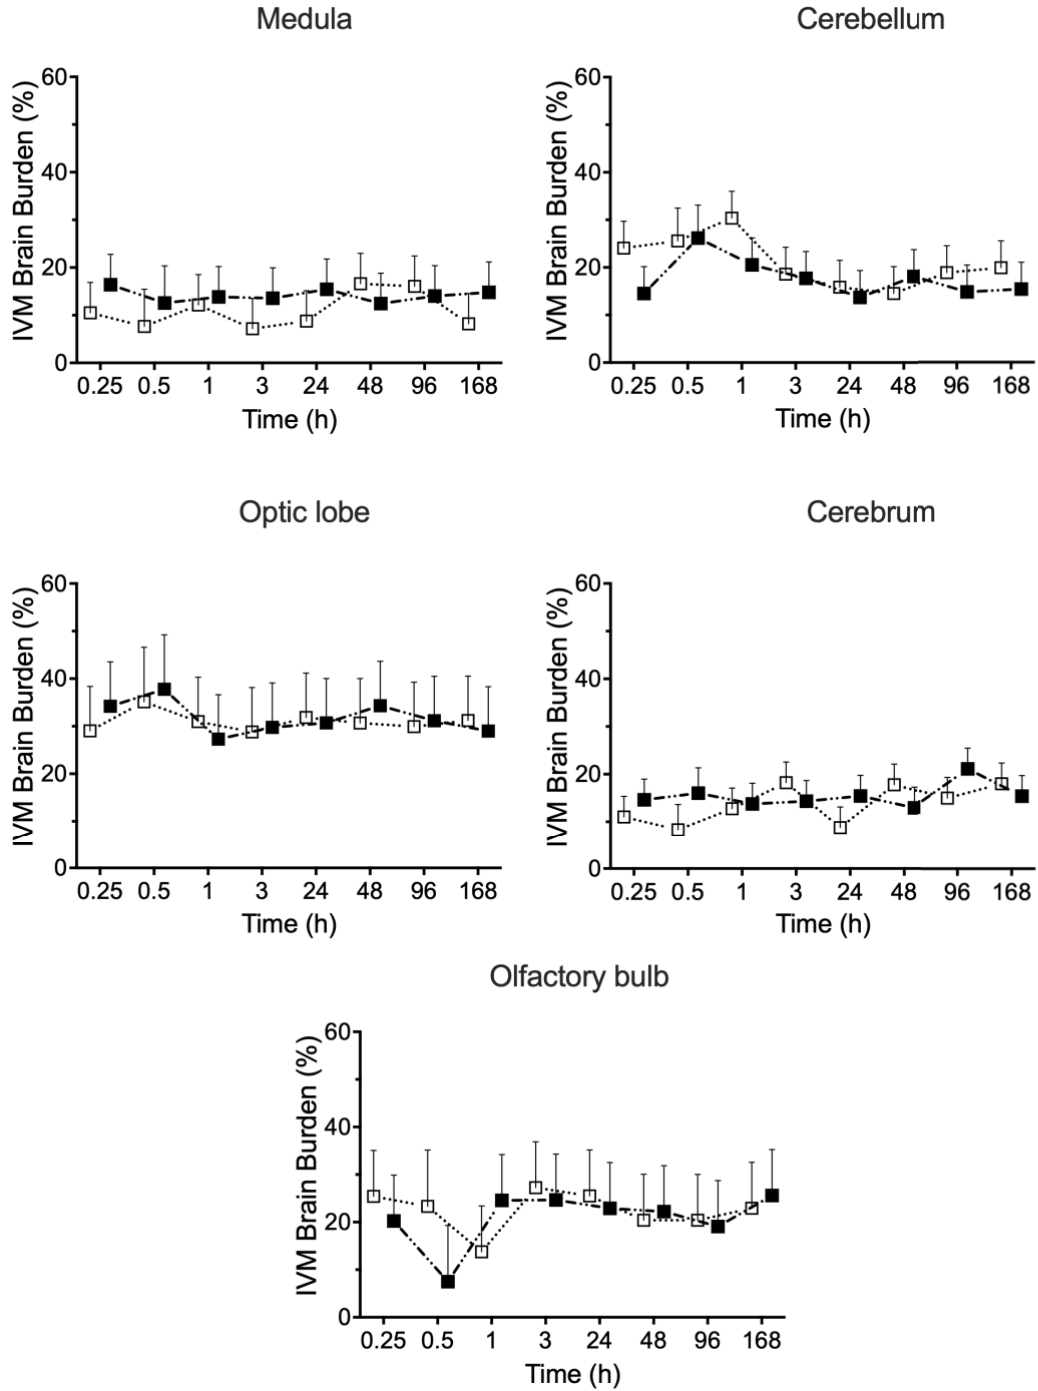 Medula
Cerebellum
IVM Brain Burden (%)
60
40
20
0
0.25 0.5 1 3 24 48 96 168
Time (h)
IVM Brain Burden (%)
60
40
20
0
0.25 0.5 1 3 24 48 96 168
Time (h)
Optic lobe
Cerebrum
IVM Brain Burden (%)
60
40
20
0
0.25 0.5 1 3 24 48 96 168
Time (h)
IVM Brain Burden (%)
60
40
20
0
0.25 0.5 1 3 24 48 96 168
Time (h)
Olfactory bulb
IVM Brain Burden (%)
60
40
20
0
0.25 0.5 1 3 24 48 96 168
Time (h)